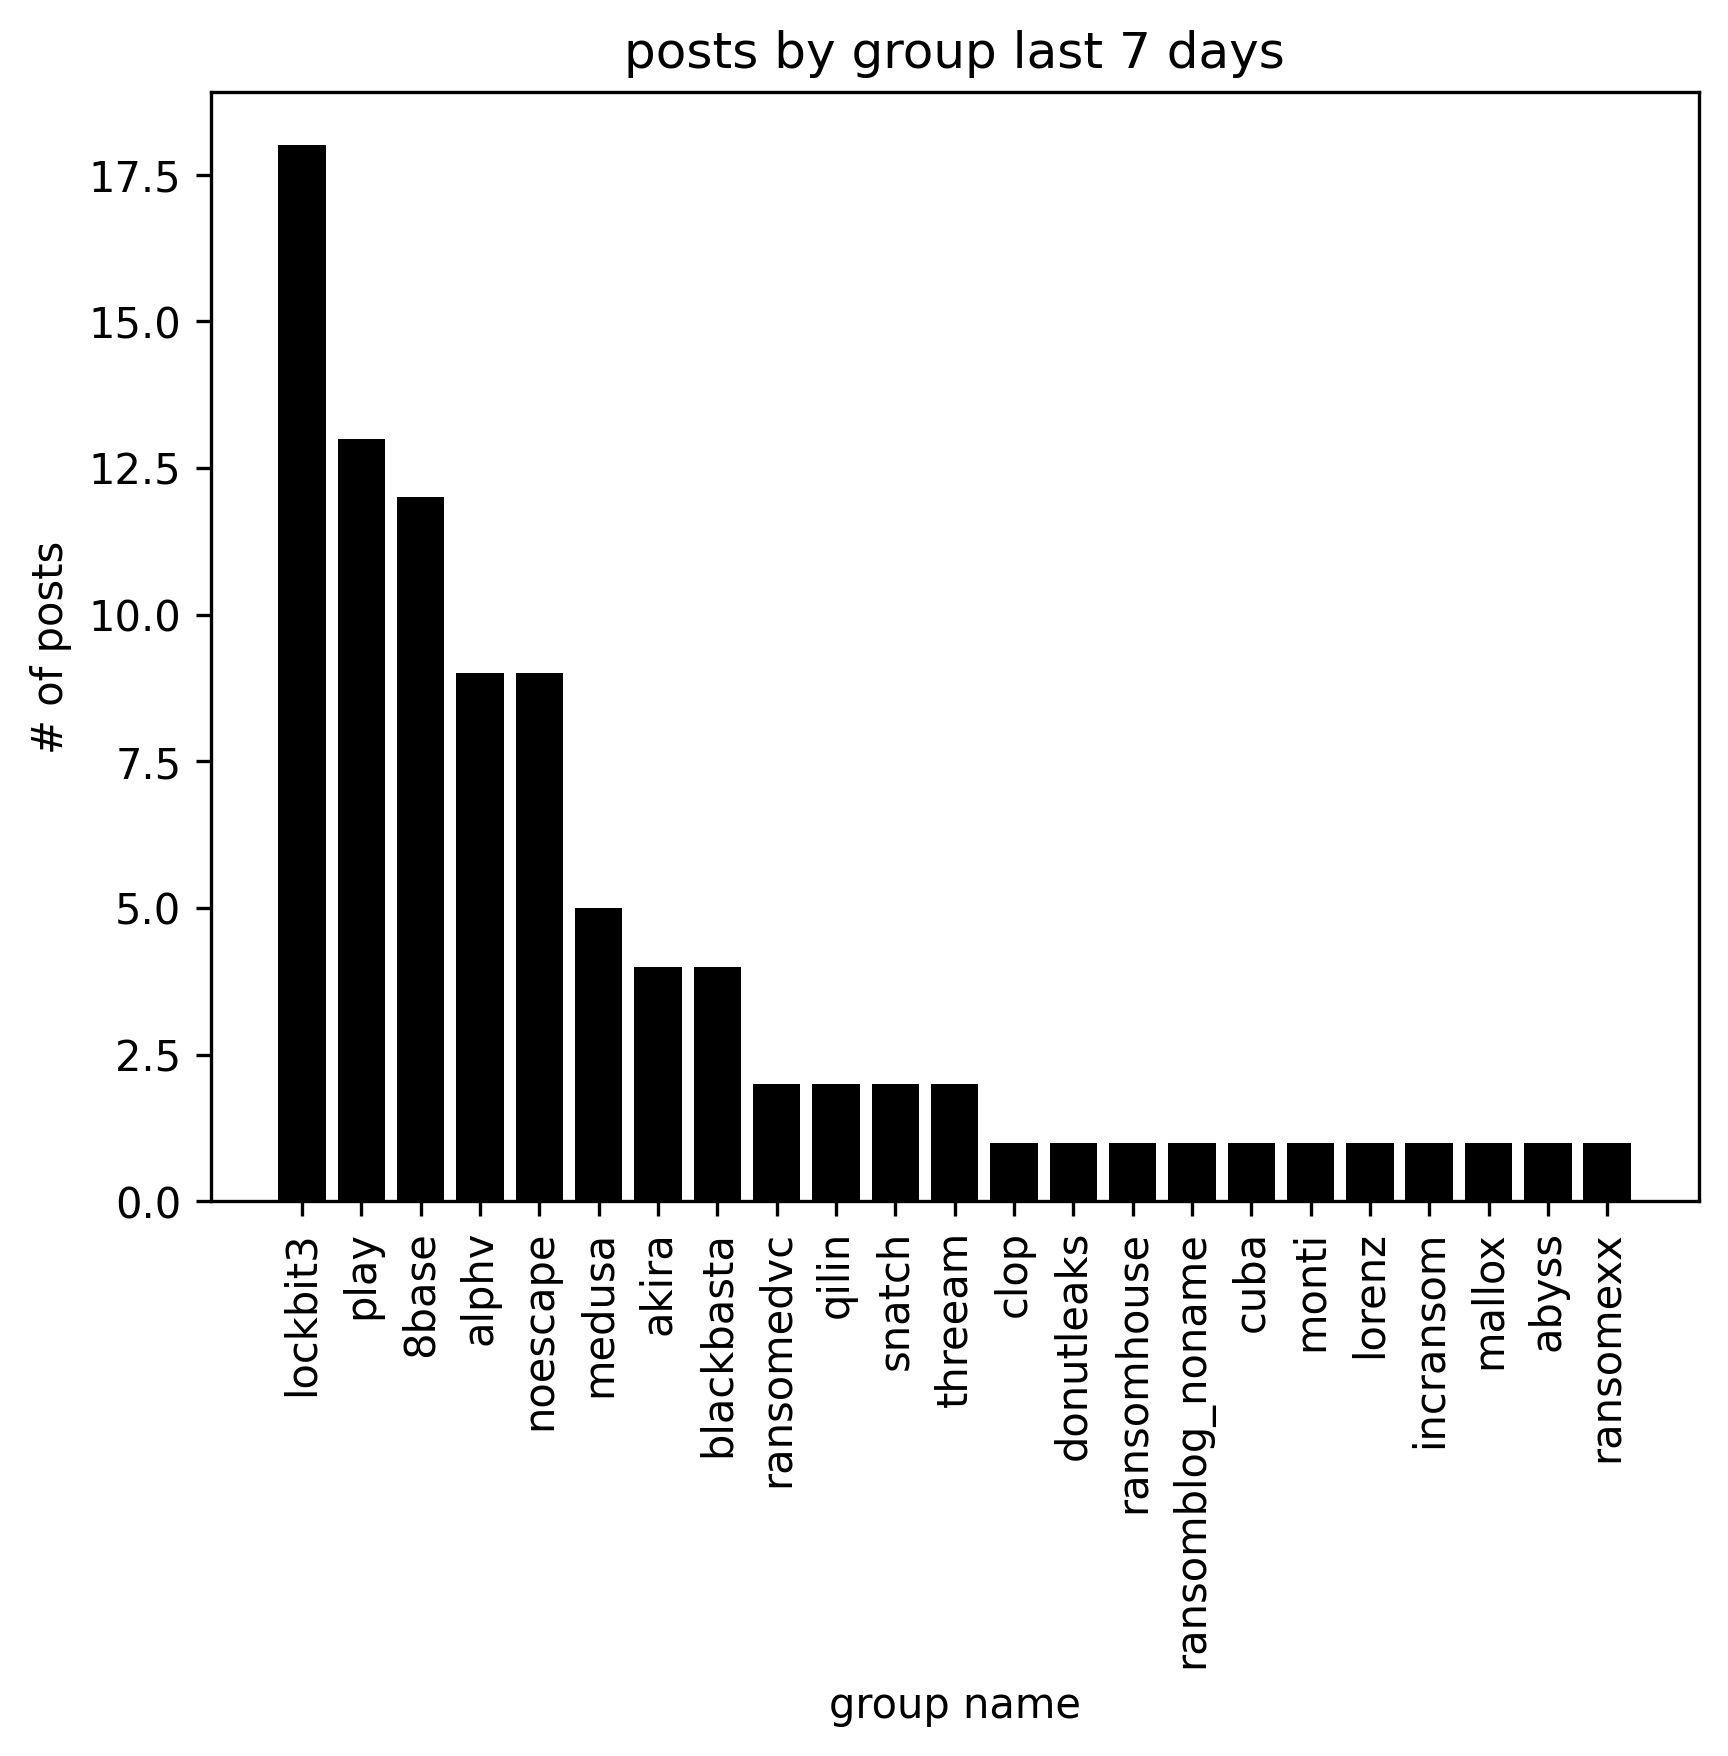 posts by group last 7 days
17.5
15.0
12.5
10.0
7.5
5.0
2.5
0.0
# of posts
lockbit3
play
8base
alphv
noescape
medusa
akira
blackbasta
ransomedvc
qilin
snatch
threeam
clop
donutleaks
ransomhouse
ransomblog_noname
cuba
monti
lorenz
incransom
mallox
abyss
ransomexx
group name